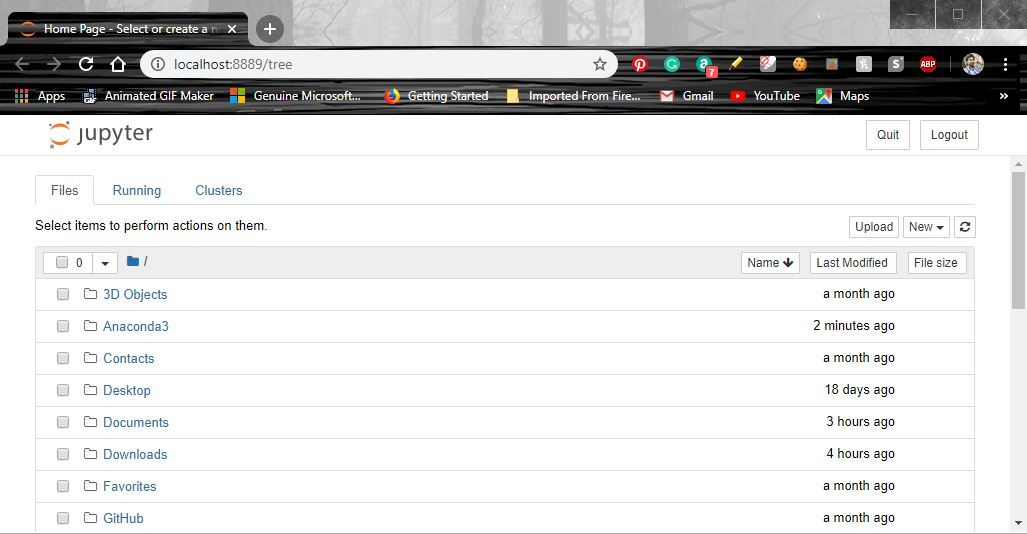 Home Page - Select or create a n
localhost:8889/tree
7
ABP
Apps Animated GIF Maker Genuine Microsoft... Getting Started Imported From Fire... Gmail YouTube Maps »
jupyter Quit Logout
Files Running Clusters
Select items to perform actions on them. Upload New
0 / Name Last Modified File size
3D Objects a month ago
Anaconda3 2 minutes ago
Contacts a month ago
Desktop 18 days ago
Documents 3 hours ago
Downloads 4 hours ago
Favorites a month ago
GitHub a month ago